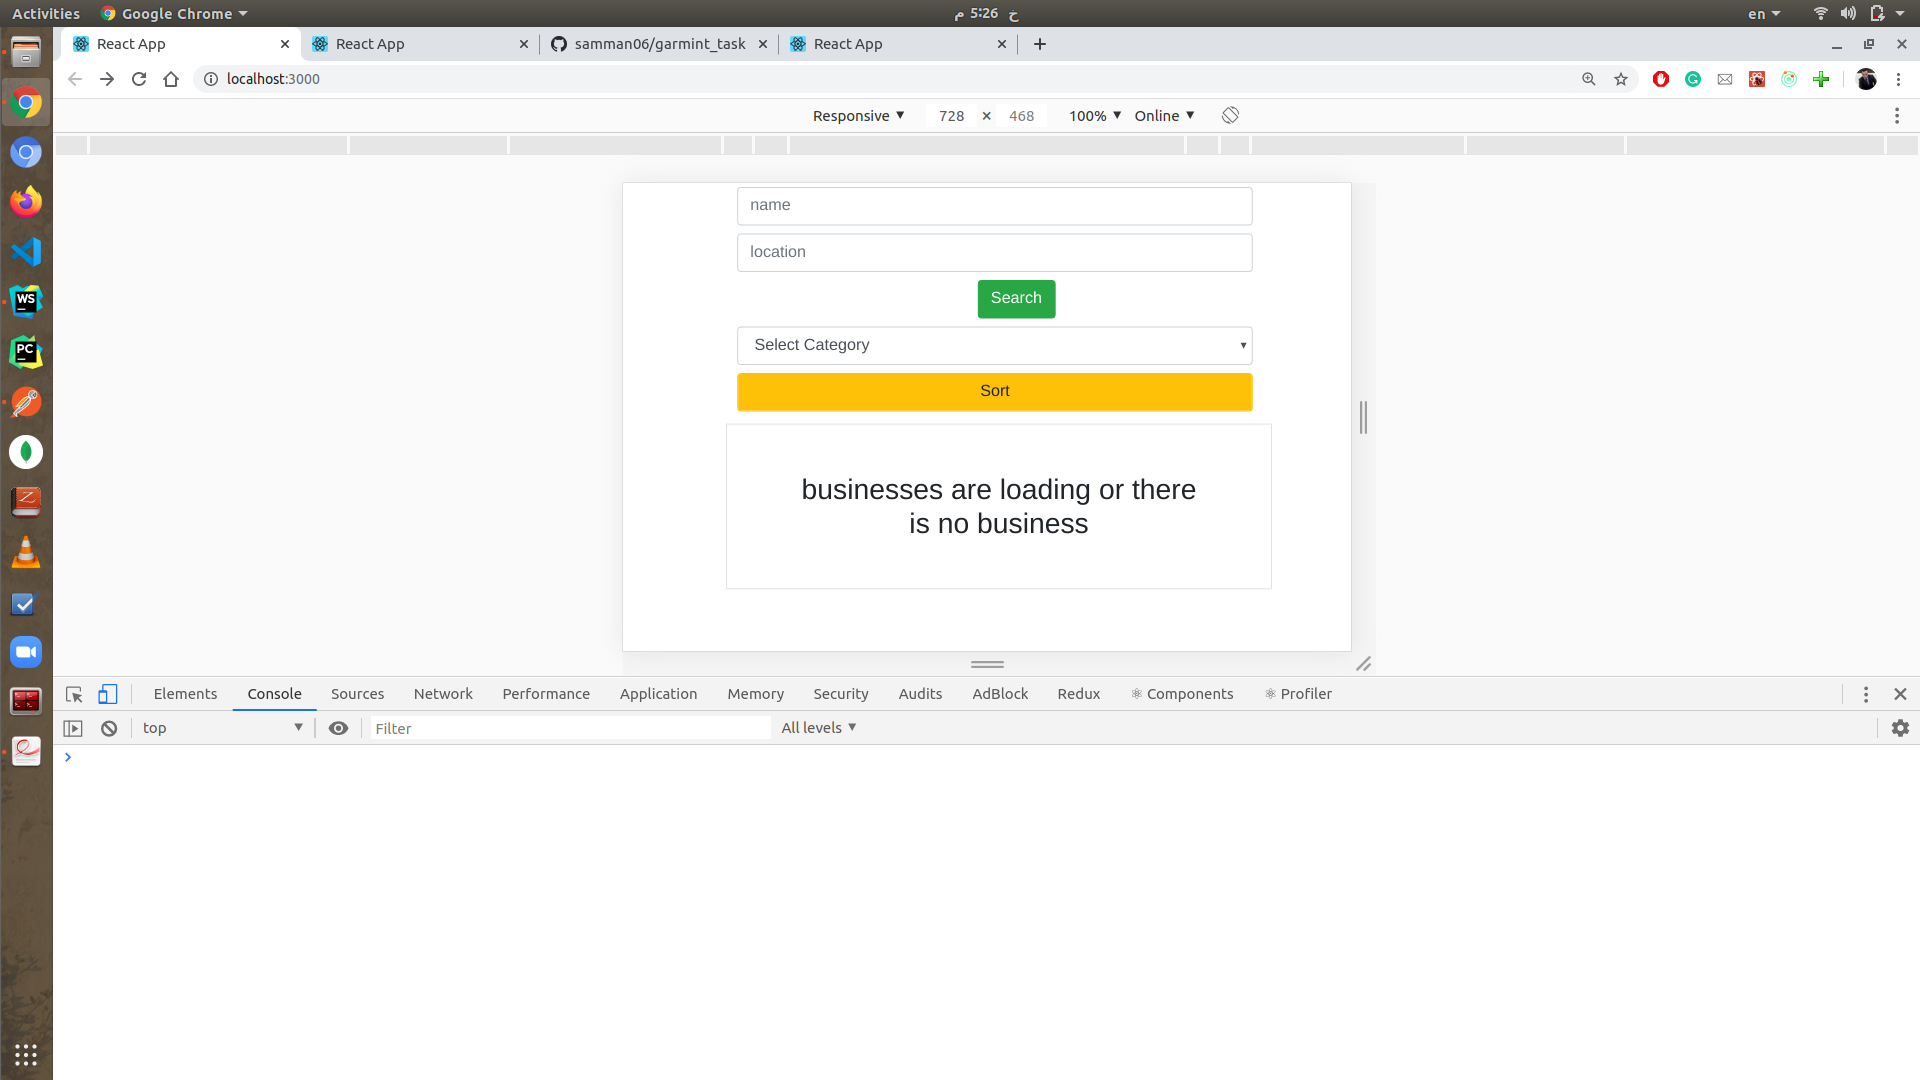 Activities
Google Chrome
خ 5:26 م
en
React App
React App
samman06/garmint_task
React App
localhost:3000
Responsive
728 × 468
100%
Online
name
location
Search
Select Category
Sort
businesses are loading or there
is no business
Elements
Console
Sources
Network
Performance
Application
Memory
Security
Audits
AdBlock
Redux
Components
Profiler
top
Filter
All levels
WS
PC